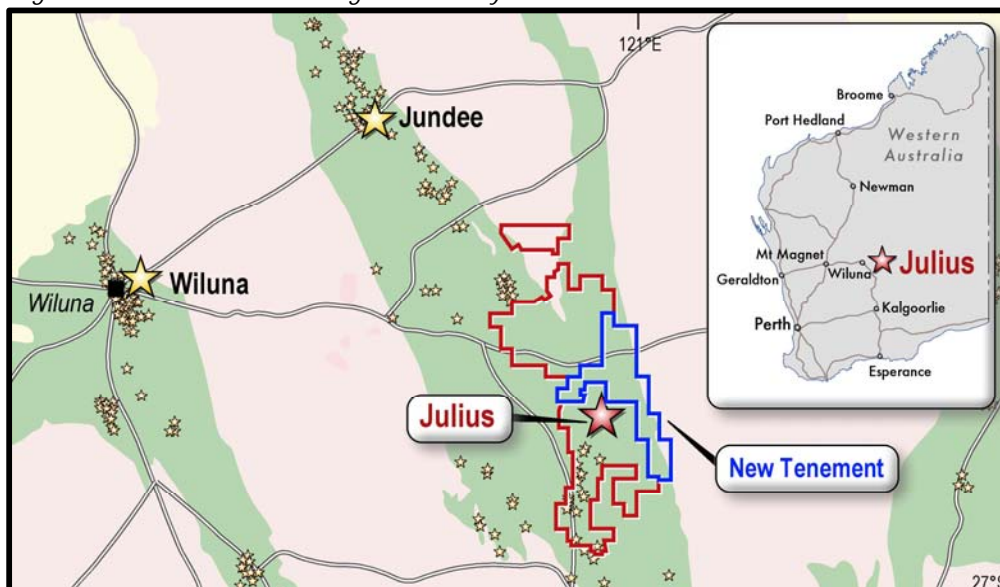 121°E
Jundee
Wiluna
Wiluna
Julius
New Tenement
Broome
Port Hedland
Western
Australia
Newman
Mt Magnet
Julius
Wiluna
Geraldton
Kalgoorlie
Perth
Esperance